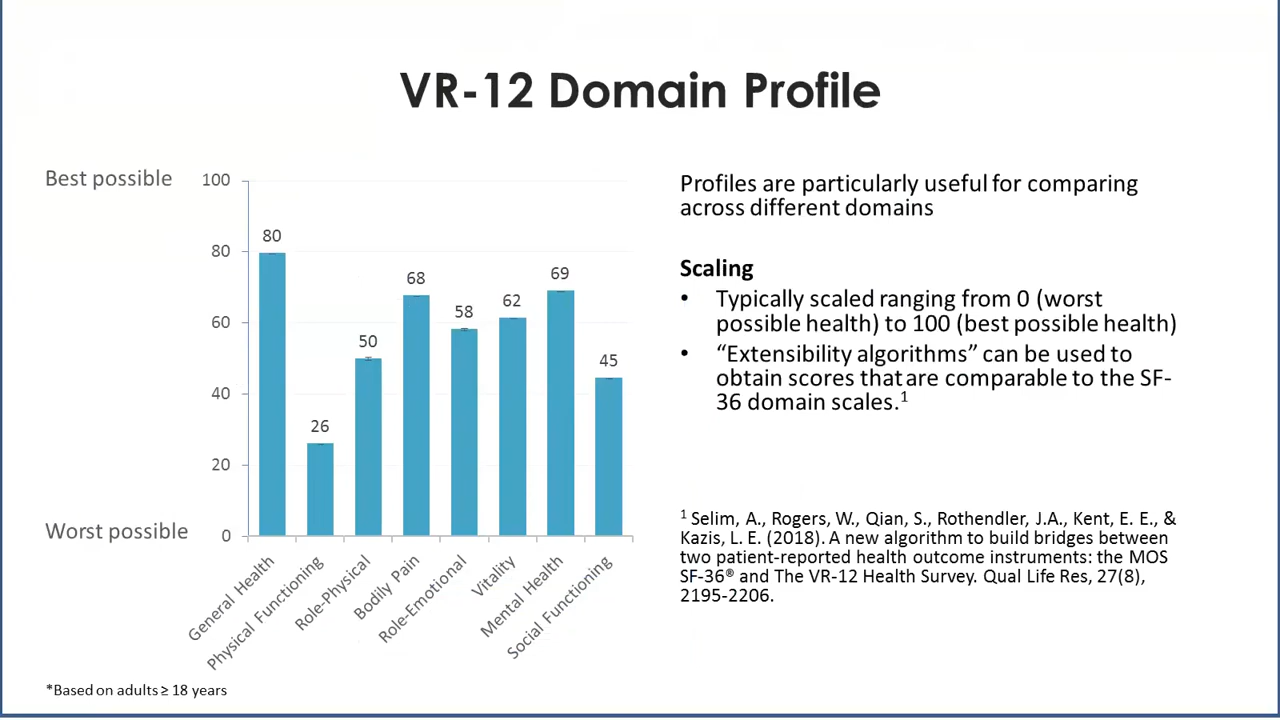 VR-12 Domain Profile
Best possible
100
80
60
40
20
0
Worst possible
80
26
50
68
58
62
69
45
General Health
Physical Functioning
Role-Physical
Bodily Pain
Role-Emotional
Vitality
Mental Health
Social Functioning
*Based on adults ≥ 18 years
Profiles are particularly useful for comparing
across different domains
Scaling
• Typically scaled ranging from 0 (worst
possible health) to 100 (best possible health)
• “Extensibility algorithms” can be used to
obtain scores that are comparable to the SF-
36 domain scales.¹
¹ Selim, A., Rogers, W., Qian, S., Rothendler, J.A., Kent, E. E., &
Kazis, L. E. (2018). A new algorithm to build bridges between
two patient-reported health outcome instruments: the MOS
SF-36® and The VR-12 Health Survey. Qual Life Res, 27(8),
2195-2206.